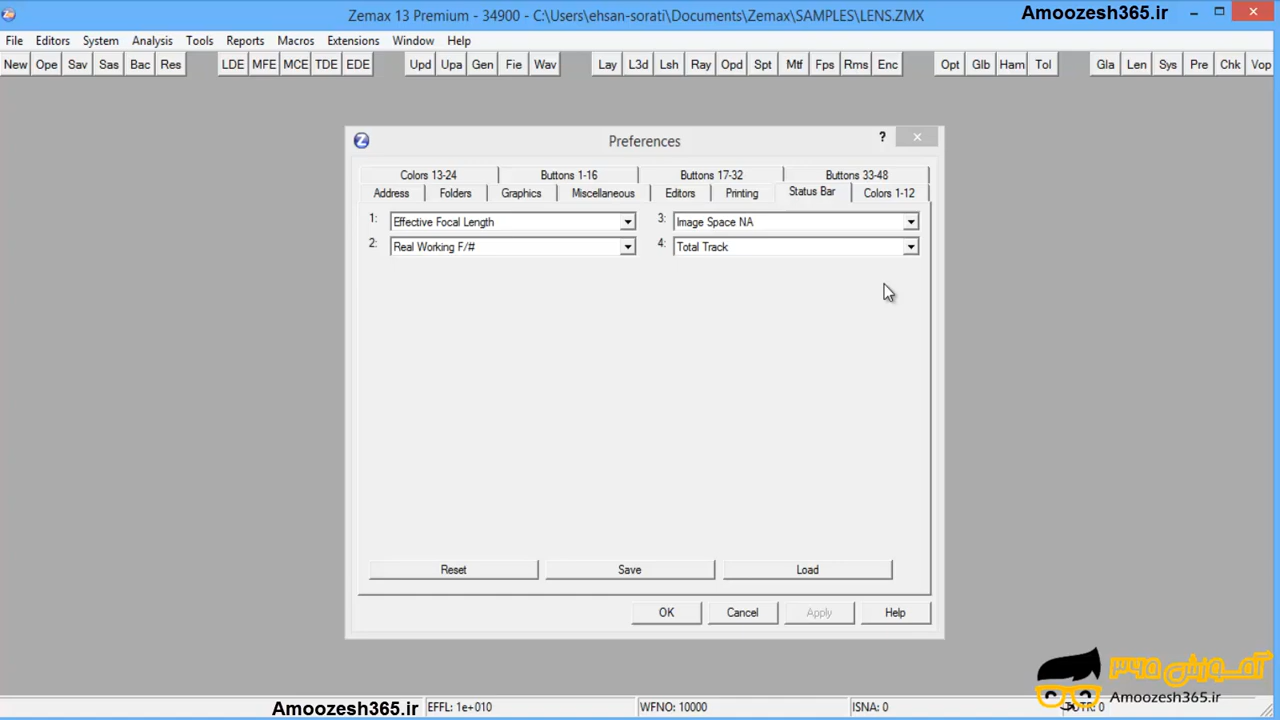 Zemax 13 Premium - 34900 - C:\Users\ehsan-sorati\Documents\Zemax\SAMPLES\LENS.ZMX
Amoozesh365.ir
File Editors System Analysis Tools Reports Macros Extensions Window Help
New Ope Sav Sas Bac Res LDE MFE MCE TDE EDE Upd Upa Gen Fie Wav Lay L3d Lsh Ray Opd Spt Mtf Fps Rms Enc Opt Glb Ham Tol Gla Len Sys Pre Chk Vop
Preferences ?
Colors 13-24 Buttons 1-16 Buttons 17-32 Buttons 33-48
Address Folders Graphics Miscellaneous Editors Printing Status Bar Colors 1-12
1: Effective Focal Length 3: Image Space NA
2: Real Working F/# 4: Total Track
Reset Save Load
OK Cancel Apply Help
آموزش ۳۶۵
Amoozesh365.ir
Amoozesh365.ir EFFL: 1e+010 WFNO: 10000 ISNA: 0 TOTR: 0